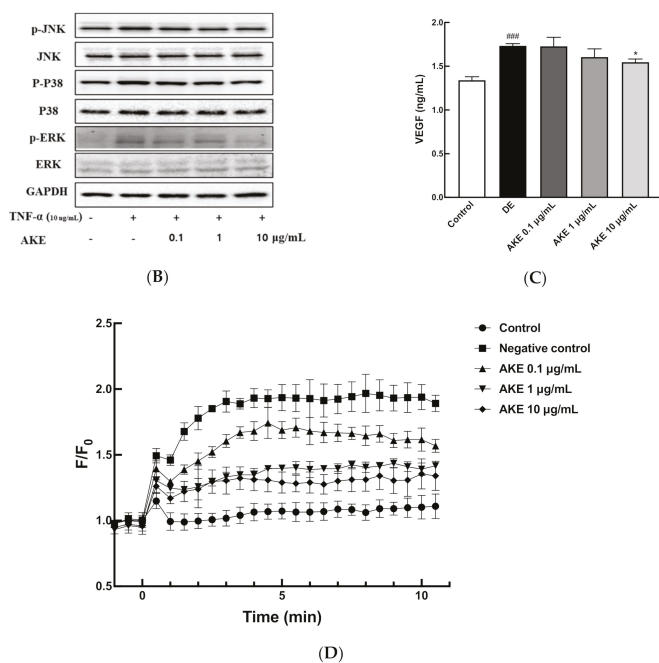 p-JNK
JNK
P-P38
P38
p-ERK
ERK
GAPDH
TNF-α (10 ng/mL) - + + + +
AKE - - 0.1 1 10 µg/mL
(B)
VEGF (ng/mL)
2.0
1.5
1.0
0.5
0.0
###
*
Control
DE
AKE 0.1 µg/mL
AKE 1 µg/mL
AKE 10 µg/mL
(C)
F/F0
2.5
2.0
1.5
1.0
0.5
0 5 10
Time (min)
Control
Negative control
AKE 0.1 µg/mL
AKE 1 µg/mL
AKE 10 µg/mL
(D)